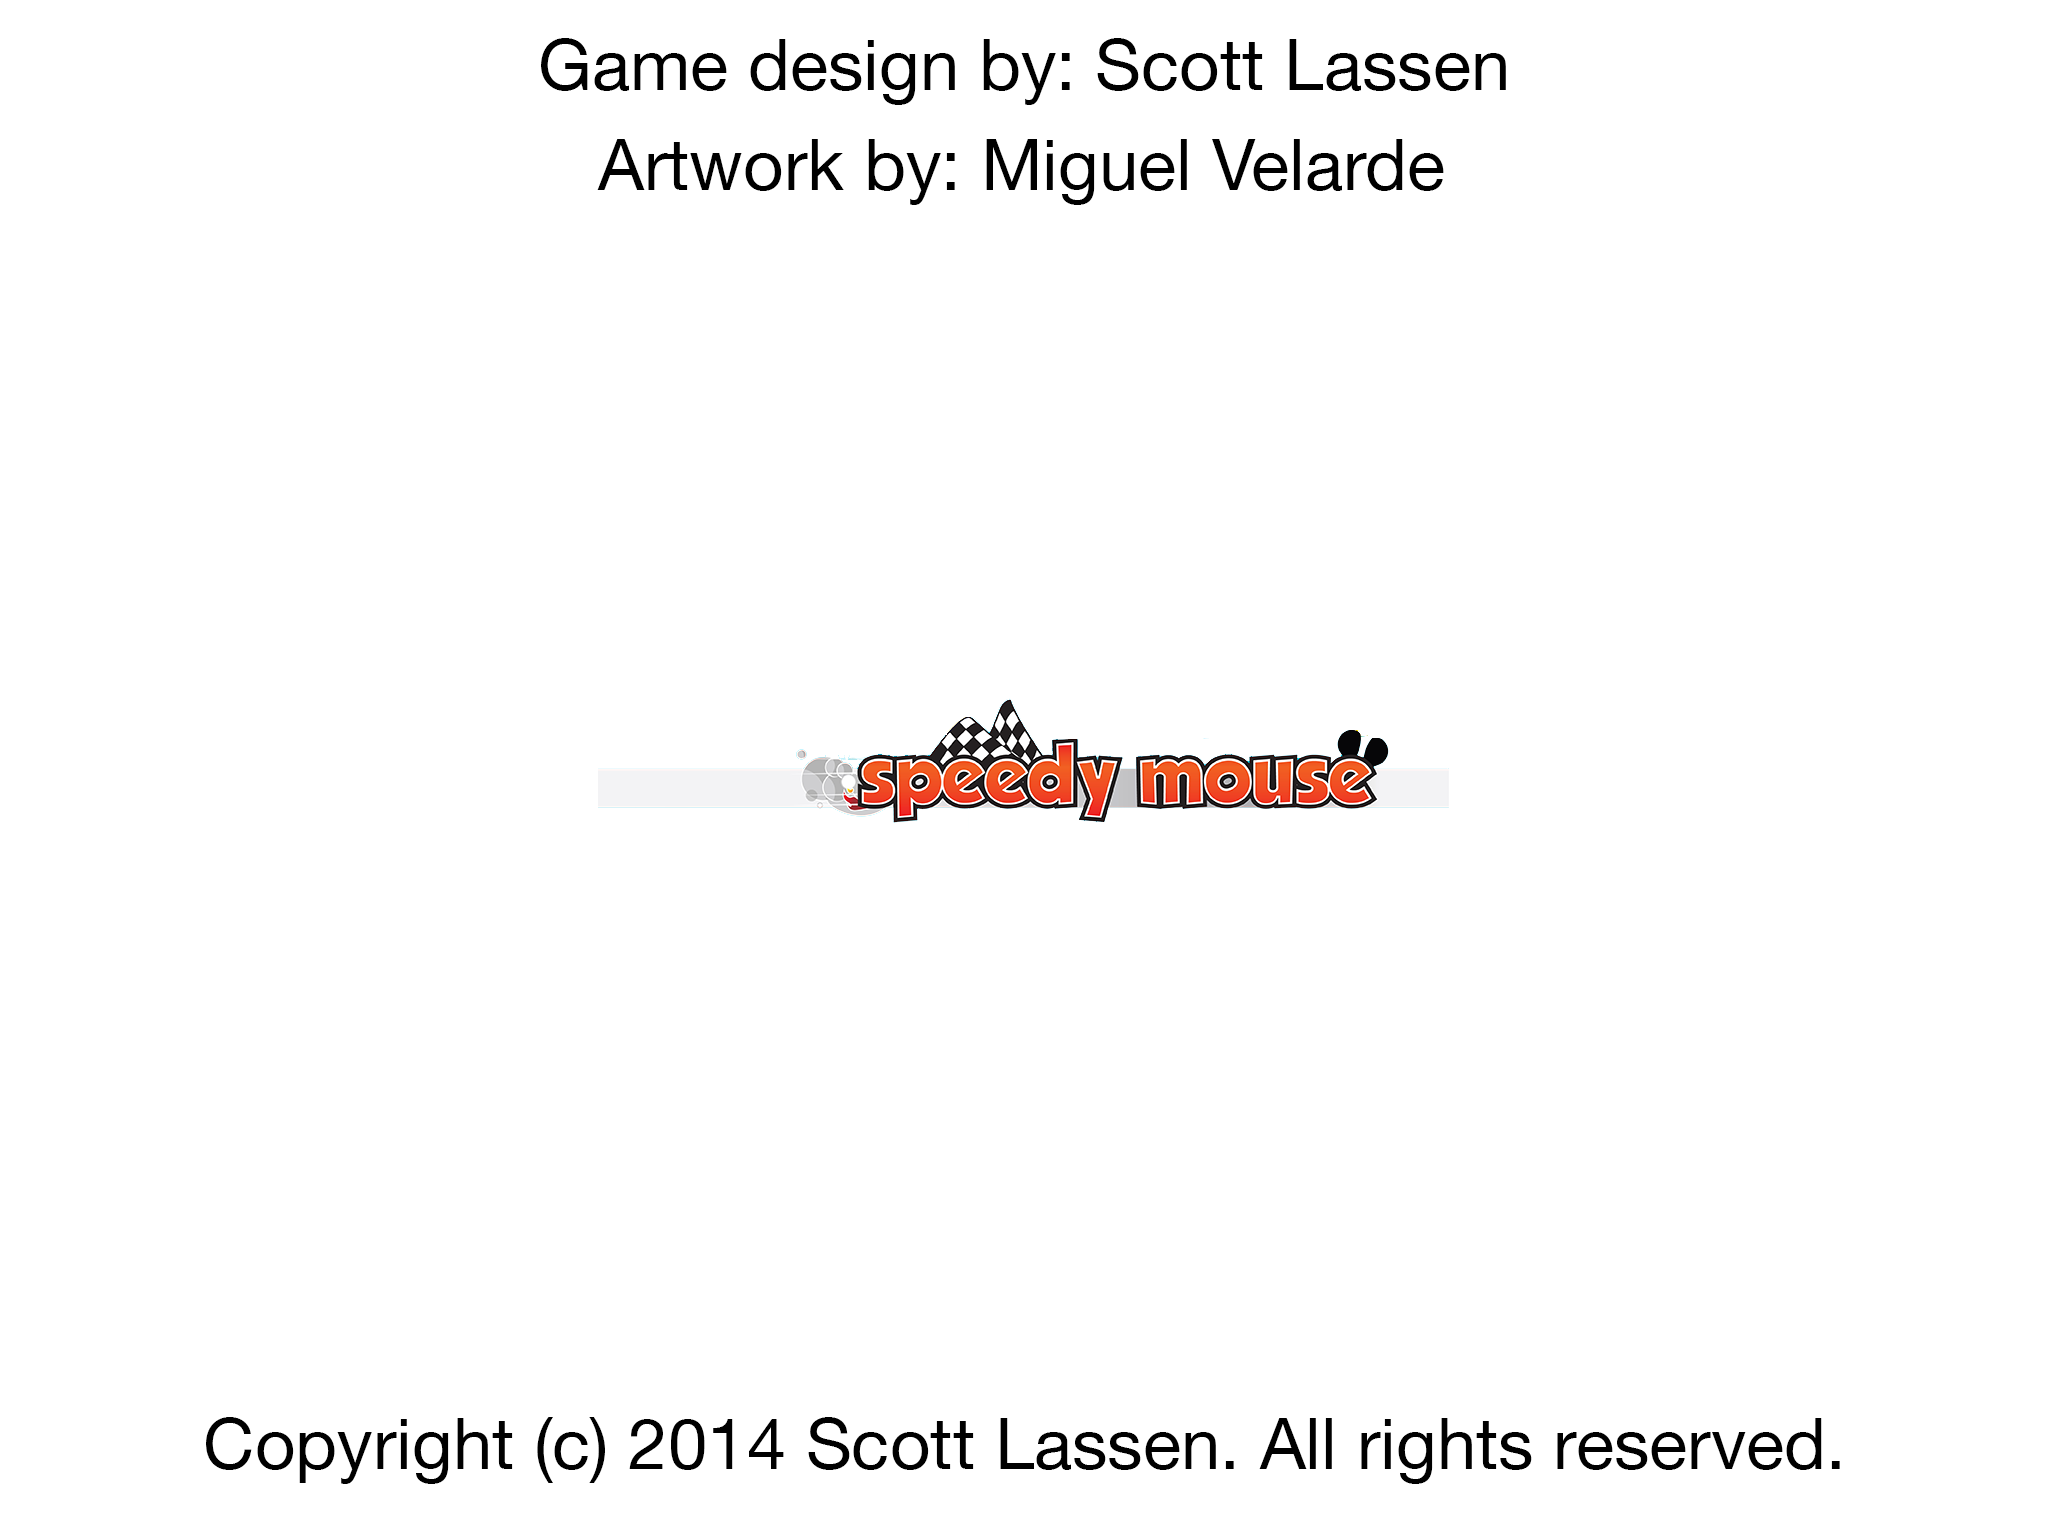 Game design by: Scott Lassen
Artwork by: Miguel Velarde
speedy mouse
Copyright (c) 2014 Scott Lassen. All rights reserved.